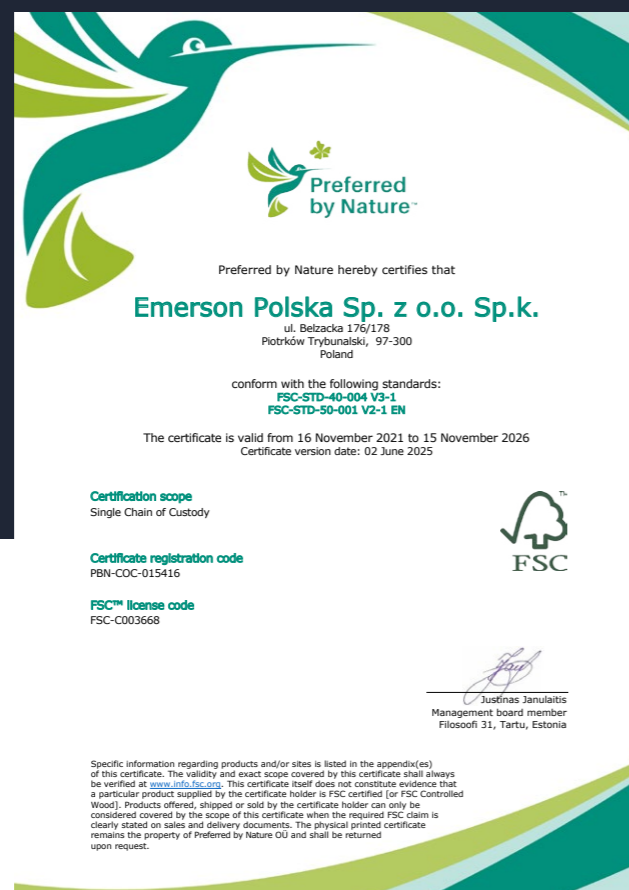 Preferred
by Nature™
Preferred by Nature hereby certifies that
Emerson Polska Sp. z o.o. Sp.k.
ul. Belzacka 176/178
Piotrków Trybunalski, 97-300
Poland
conform with the following standards:
FSC-STD-40-004 V3-1
FSC-STD-50-001 V2-1 EN
The certificate is valid from 16 November 2021 to 15 November 2026
Certificate version date: 02 June 2025
Certification scope
Single Chain of Custody
Certificate registration code
PBN-COC-015416
FSC™ license code
FSC-C003668
™
FSC
Justinas Janulaitis
Management board member
Filosoofi 31, Tartu, Estonia
Specific information regarding products and/or sites is listed in the appendix(es)
of this certificate. The validity and exact scope covered by this certificate shall always
be verified at www.info.fsc.org. This certificate itself does not constitute evidence that
a particular product supplied by the certificate holder is FSC certified [or FSC Controlled
Wood]. Products offered, shipped or sold by the certificate holder can only be
considered covered by the scope of this certificate when the required FSC claim is
clearly stated on sales and delivery documents. The physical printed certificate
remains the property of Preferred by Nature OÜ and shall be returned
upon request.